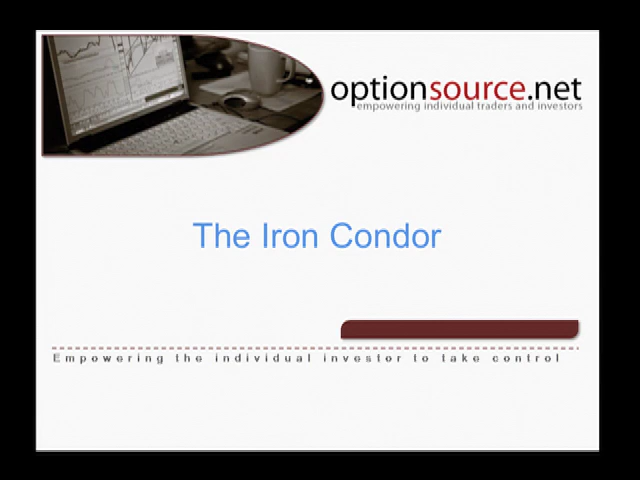 optionsource.net
empowering individual traders and investors
The Iron Condor
Empowering the individual investor to take control